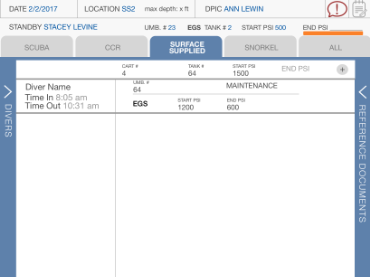 DATE 2/2/2017 LOCATION SS2 max depth: x ft DPIC ANN LEWIN
STANDBY STACEY LEVINE UMB. # 23 EGS TANK # 2 START PSI 500 END PSI
SCUBA CCR SURFACE SUPPLIED SNORKEL ALL
CART # TANK # START PSI END PSI
4 64 1500
Diver Name UMB. # MAINTENANCE
64
Time In 8:05 am
Time Out 10:31 am EGS START PSI END PSI
1200 600
DIVERS
REFERENCE DOCUMENTS